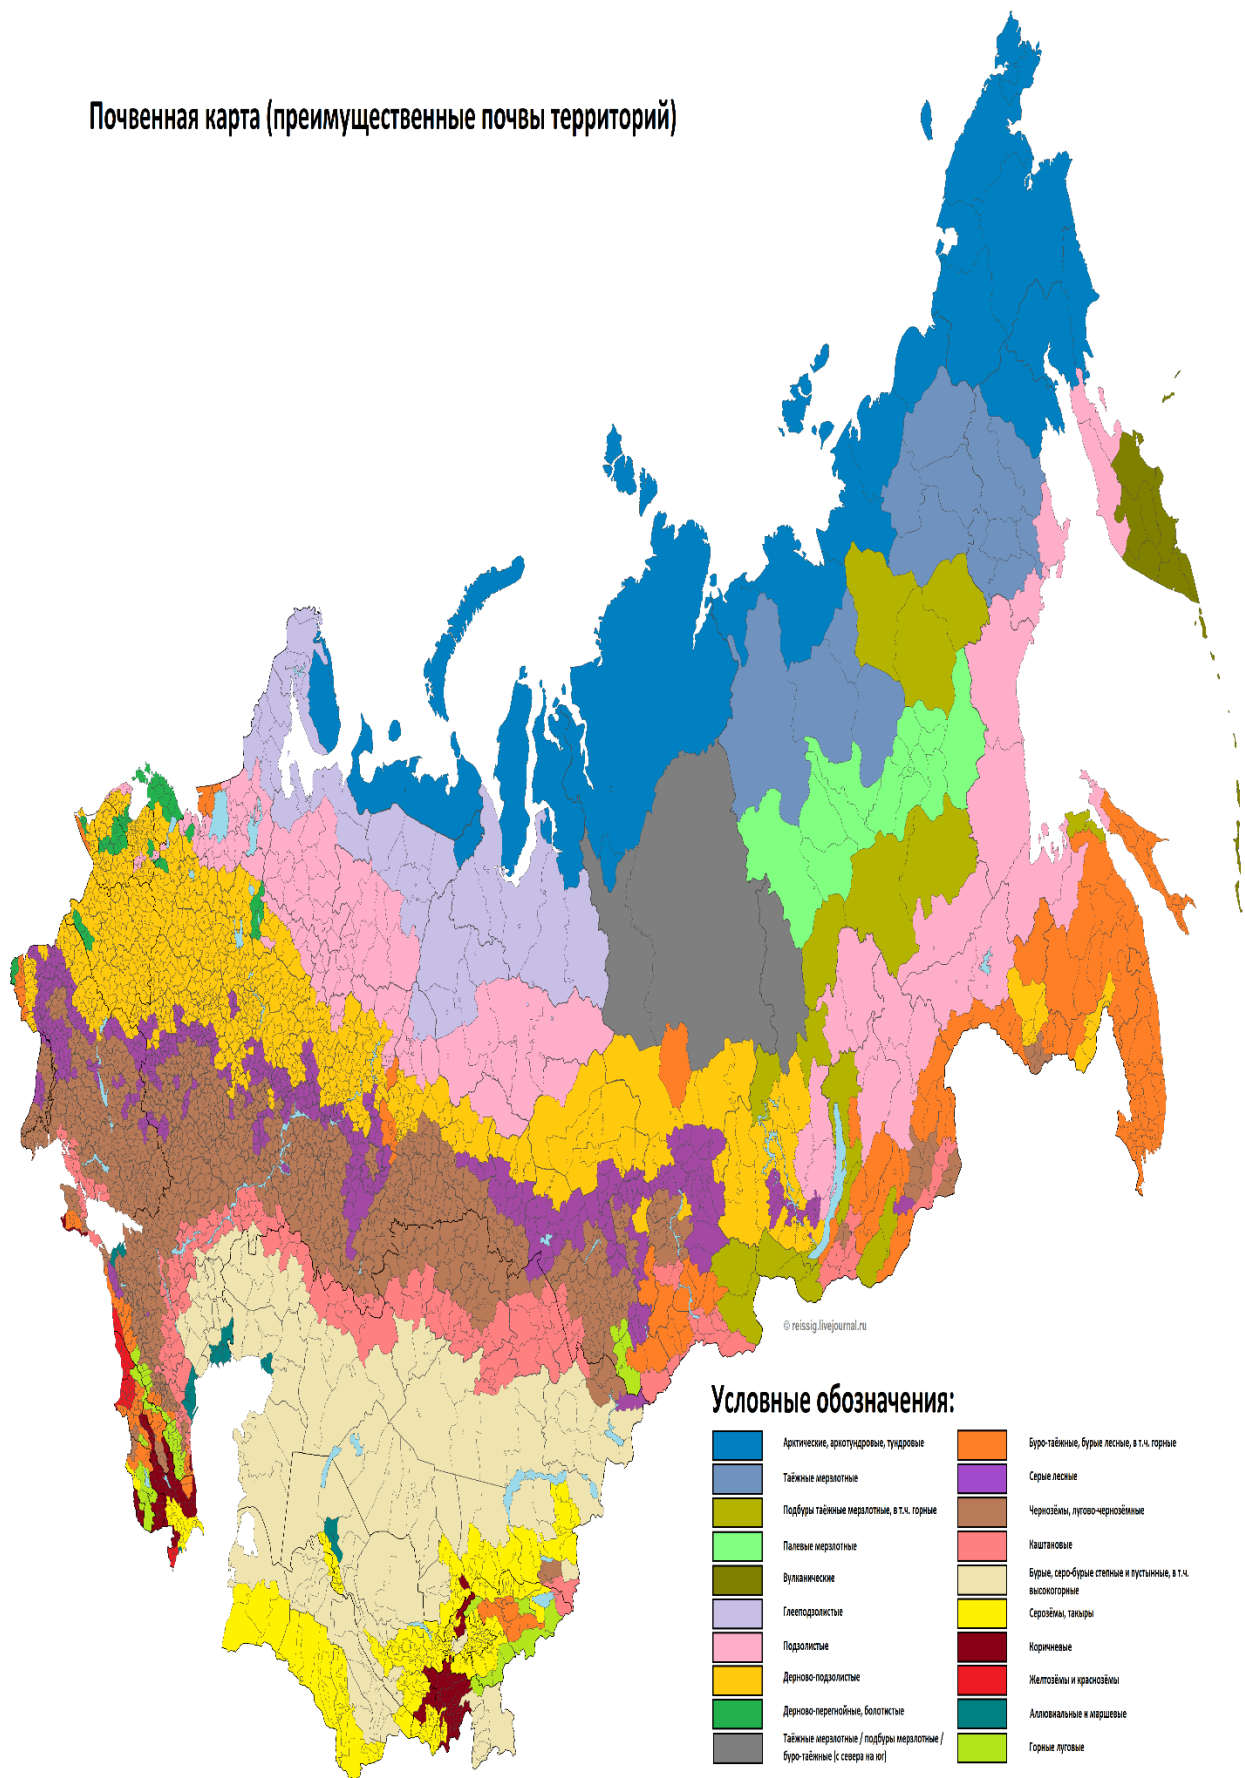 Почвенная карта (преимущественные почвы территорий)
© reissig.livejournal.ru
Условные обозначения:
Арктические, аркотундровые, тундровые
Таёжные мерзлотные
Подбуры таёжные мерзлотные, в т.ч. горные
Палевые мерзлотные
Вулканические
Глееподзолистые
Подзолистые
Дерново-подзолистые
Дерново-перегнойные, болотистые
Таёжные мерзлотные / подбуры мерзлотные /
буро-таёжные (с севера на юг)
Буро-таёжные, бурые лесные, в т.ч. горные
Серые лесные
Чернозёмы, лугово-чернозёмные
Каштановые
Бурые, серо-бурые степные и пустынные, в т.ч.
высокогорные
Серозёмы, такыры
Коричневые
Желтозёмы и краснозёмы
Аллювиальные и маршевые
Горные луговые